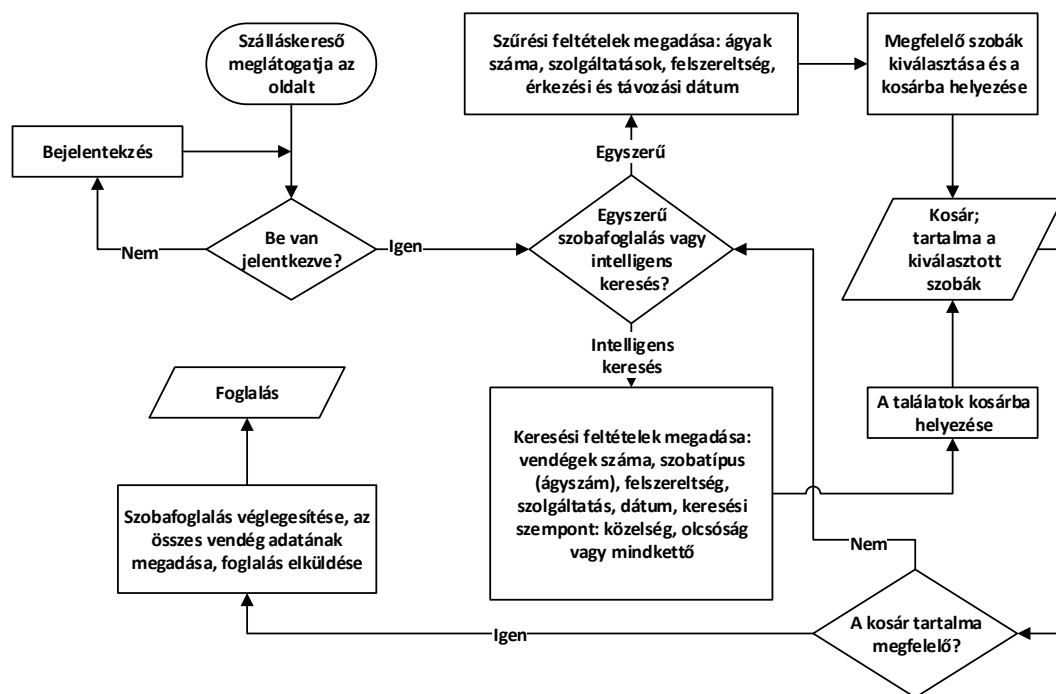 Szálláskereső
meglátogatja az
oldalt
Bejelentekzés
Nem
Be van
jelentkezve?
Igen
Szűrési feltételek megadása: ágyak
száma, szolgáltatások, felszereltség,
érkezési és távozási dátum
Megfelelő szobák
kiválasztása és a
kosárba helyezése
Egyszerű
Egyszerű
szobafoglalás vagy
intelligens
keresés?
Kosár;
tartalma a
kiválasztott
szobák
Intelligens
keresés
Keresési feltételek megadása:
vendégek száma, szobatípus
(ágyszám), felszereltség,
szolgáltatás, dátum, keresési
szempont: közelség, olcsóság
vagy mindkettő
A találatok kosárba
helyezése
Nem
A kosár tartalma
megfelelő?
Igen
Szobafoglalás véglegesítése, az
összes vendég adatának
megadása, foglalás elküldése
Foglalás